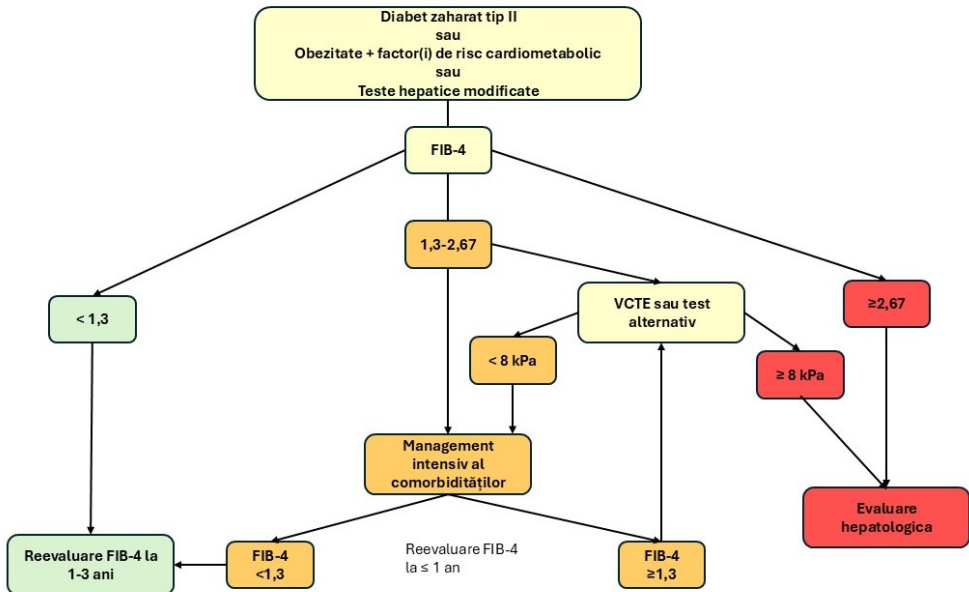 Diabet zaharat tip II
sau
Obezitate + factor(i) de risc cardiometabolic
sau
Teste hepatice modificate
FIB-4
1,3-2,67
< 1,3
VCTE sau test
alternativ
≥2,67
< 8 kPa
≥ 8 kPa
Management
intensiv al
comorbidităților
Evaluare
hepatologica
Reevaluare FIB-4 la
1-3 ani
FIB-4
<1,3
Reevaluare FIB-4
la ≤ 1 an
FIB-4
≥1,3